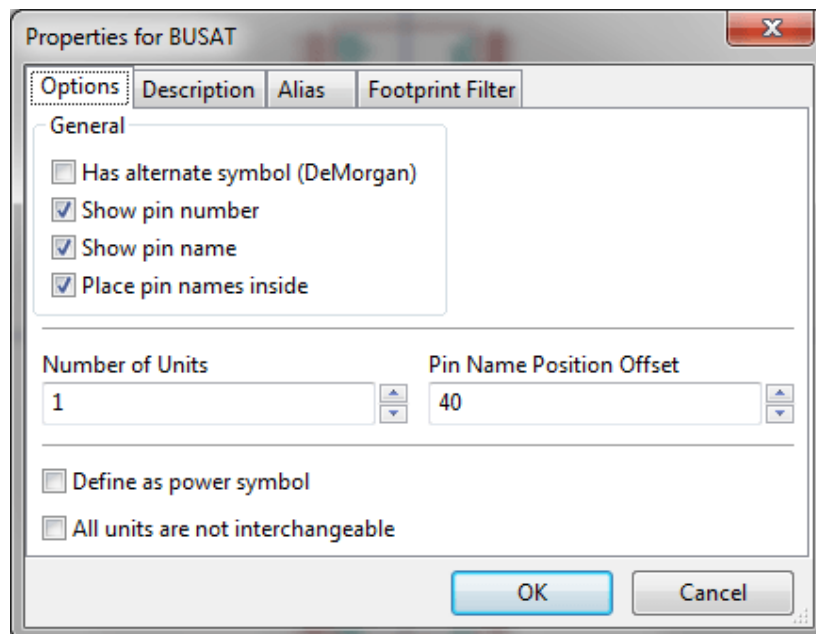 Properties for BUSAT
Options Description Alias Footprint Filter
General
Has alternate symbol (DeMorgan)
Show pin number
Show pin name
Place pin names inside
Number of Units Pin Name Position Offset
1 40
Define as power symbol
All units are not interchangeable
OK Cancel